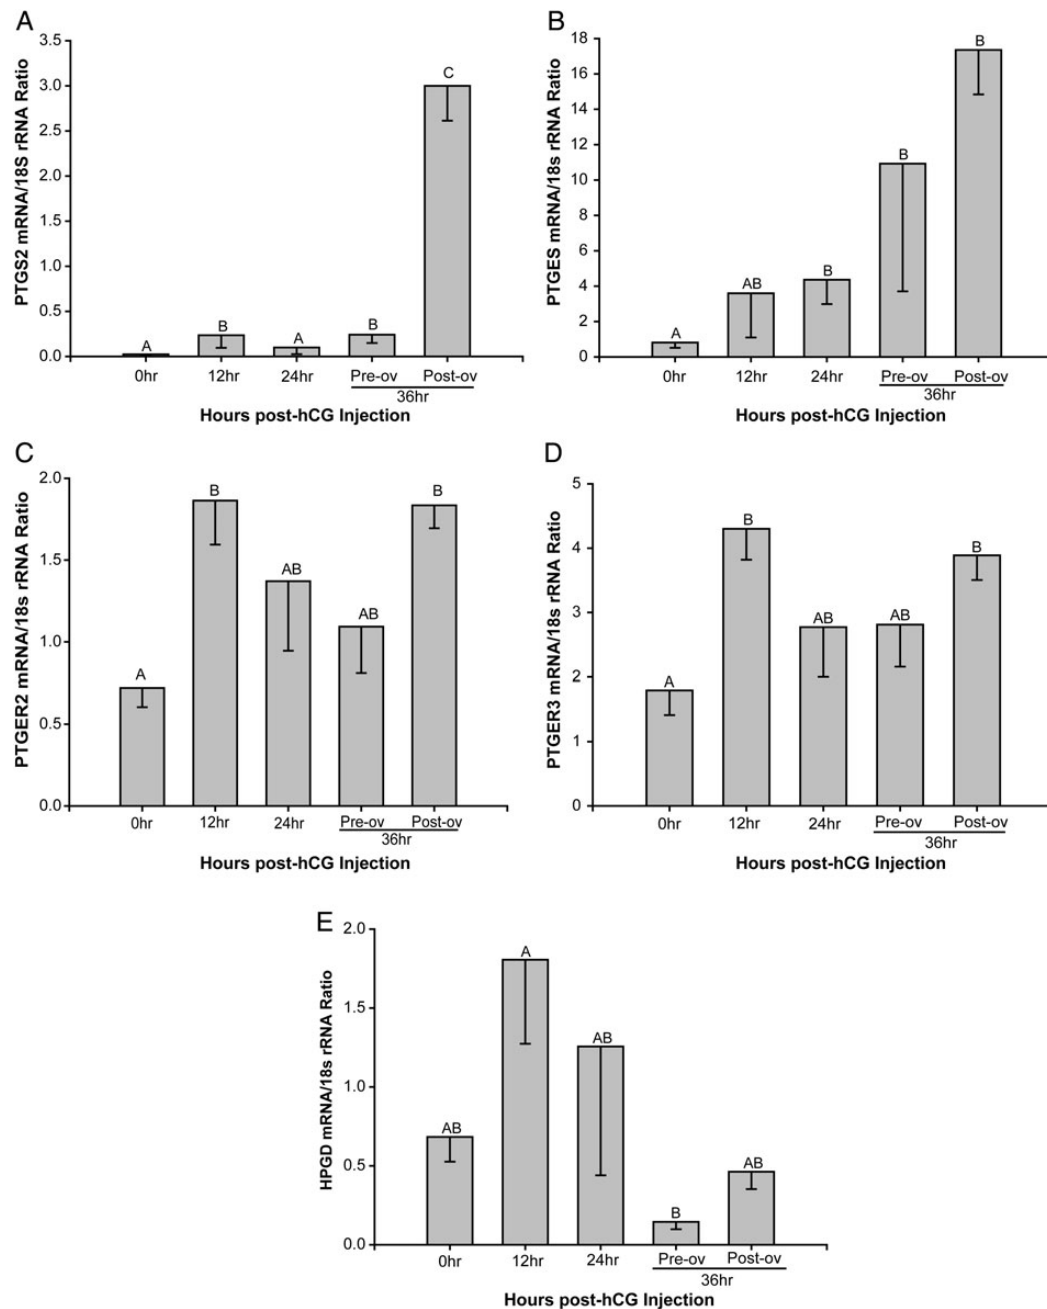 A
PTGS2 mRNA/18S rRNA Ratio
3.5
3.0
2.5
2.0
1.5
1.0
0.5
0.0
A
B
A
B
C
0hr 12hr 24hr Pre-ov Post-ov
36hr
Hours post-hCG Injection
B
PTGES mRNA/18s rRNA Ratio
18
16
14
12
10
8
6
4
2
0
A
AB
B
B
B
0hr 12hr 24hr Pre-ov Post-ov
36hr
Hours post-hCG Injection
C
PTGER2 mRNA/18s rRNA Ratio
2.0
1.5
1.0
0.5
0.0
A
B
AB
AB
B
0hr 12hr 24hr Pre-ov Post-ov
36hr
Hours post-hCG Injection
D
PTGER3 mRNA/18s rRNA Ratio
5
4
3
2
1
0
A
B
AB
AB
B
0hr 12hr 24hr Pre-ov Post-ov
36hr
Hours post-hCG Injection
E
HPGD mRNA/18s rRNA Ratio
2.0
1.5
1.0
0.5
0.0
AB
A
AB
B
AB
0hr 12hr 24hr Pre-ov Post-ov
36hr
Hours post-hCG Injection